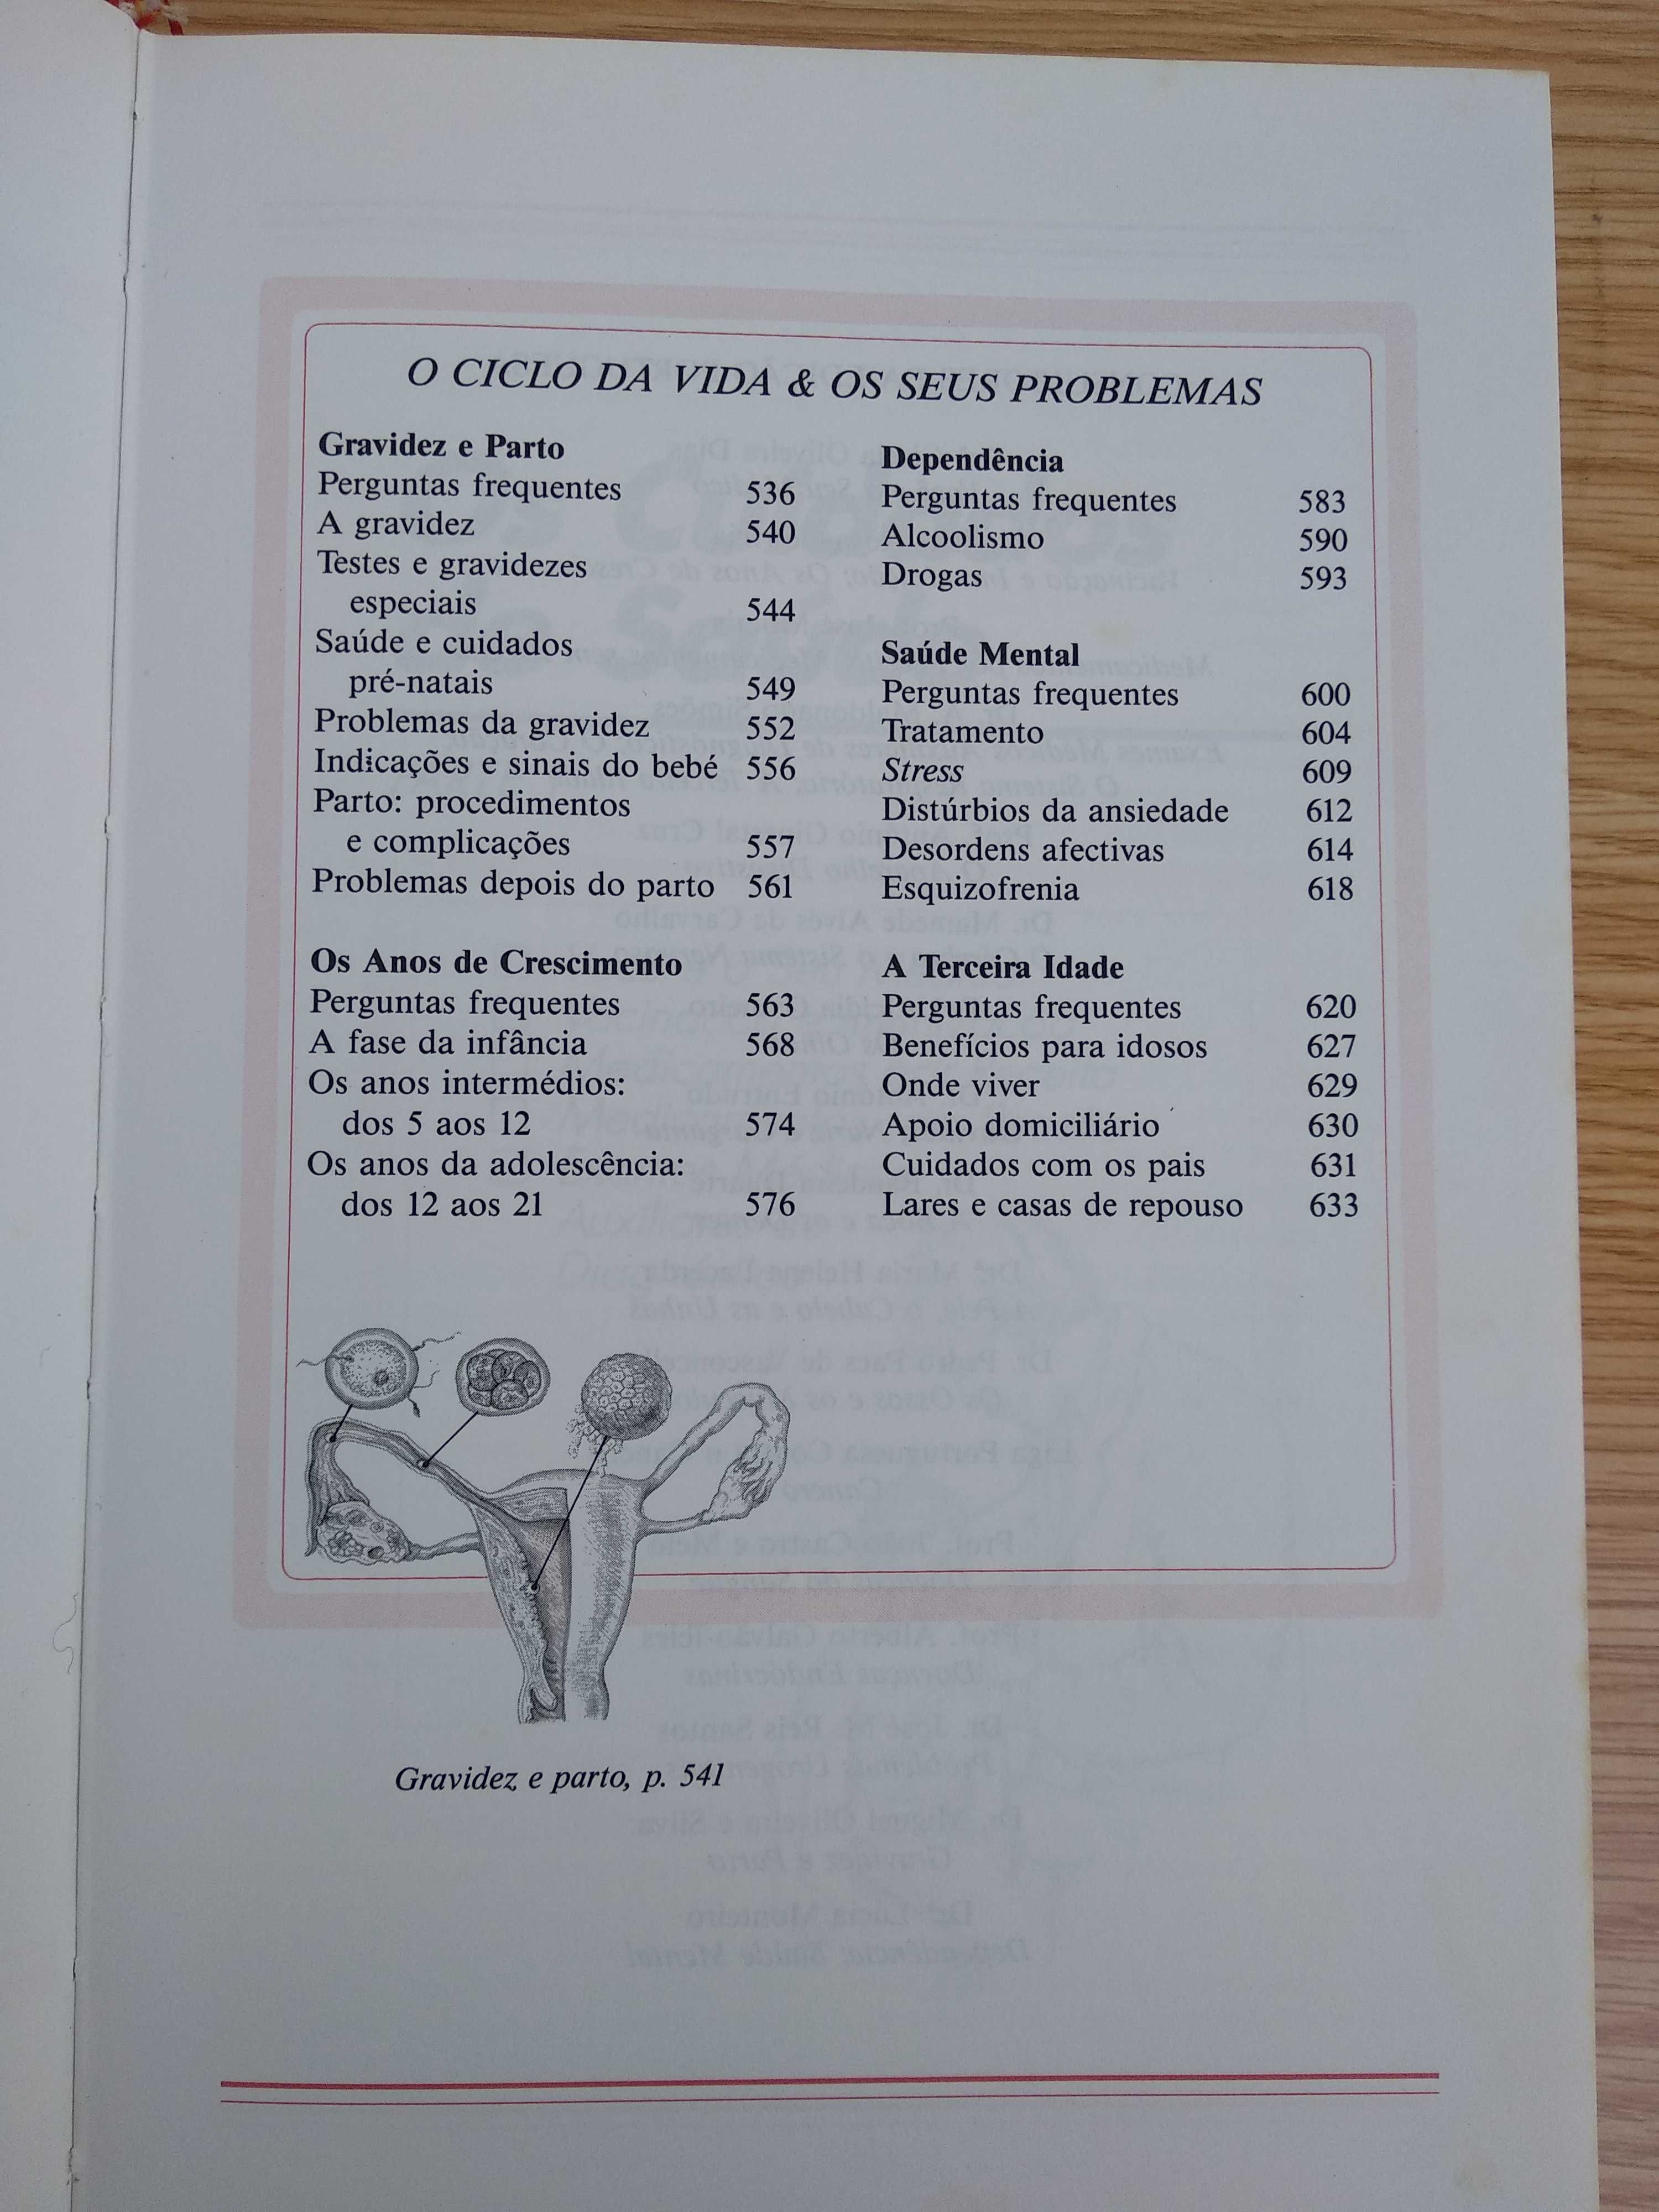 O CICLO DA VIDA & OS SEUS PROBLEMAS
Gravidez e Parto
Perguntas frequentes 536
A gravidez 540
Testes e gravidezes
especiais 544
Saúde e cuidados
pré-natais 549
Problemas da gravidez 552
Indicações e sinais do bebé 556
Parto: procedimentos
e complicações 557
Problemas depois do parto 561
Os Anos de Crescimento
Perguntas frequentes 563
A fase da infância 568
Os anos intermédios:
dos 5 aos 12 574
Os anos da adolescência:
dos 12 aos 21 576
Dependência
Perguntas frequentes 583
Alcoolismo 590
Drogas 593
Saúde Mental
Perguntas frequentes 600
Tratamento 604
Stress 609
Distúrbios da ansiedade 612
Desordens afectivas 614
Esquizofrenia 618
A Terceira Idade
Perguntas frequentes 620
Benefícios para idosos 627
Onde viver 629
Apoio domiciliário 630
Cuidados com os pais 631
Lares e casas de repouso 633
Gravidez e parto, p. 541